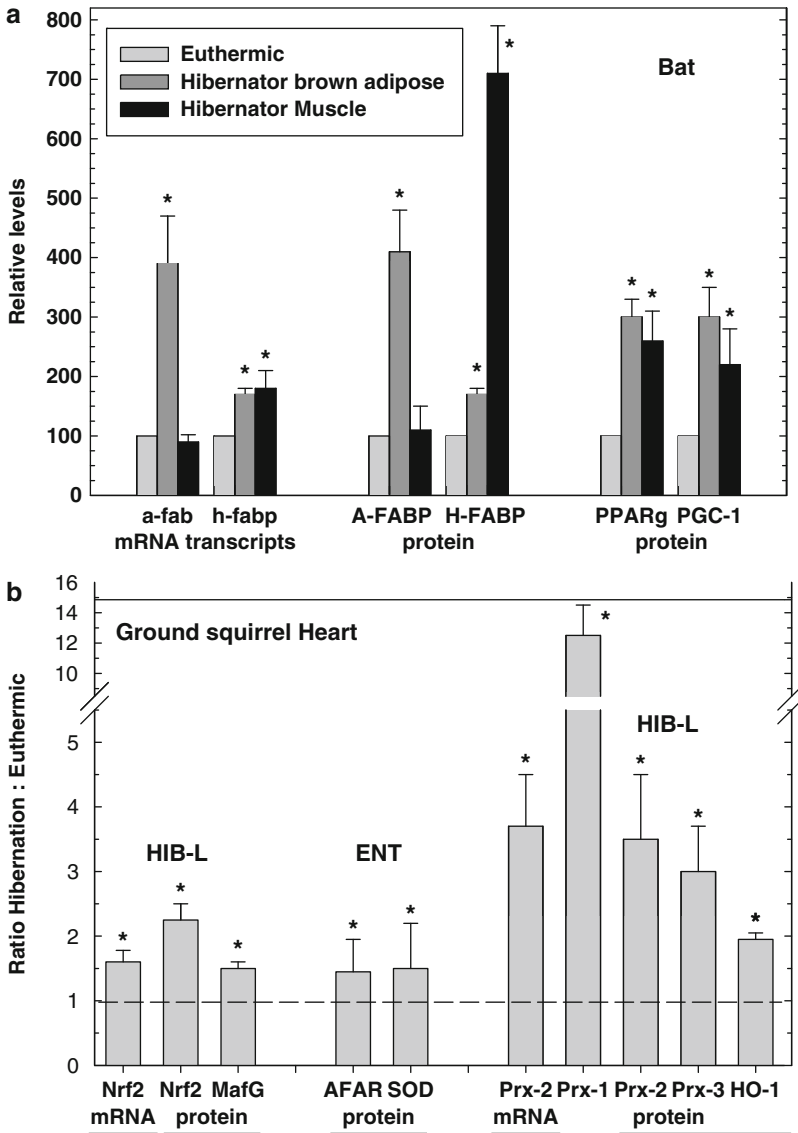 a
800
700
600
500
400
300
200
100
0
Relative levels
Euthermic
Hibernator brown adipose
Hibernator Muscle
Bat
* * * * * * * * * *
a-fab h-fabp A-FABP H-FABP PPARg PGC-1
mRNA transcripts protein protein
b
16
14
12
10
5
4
3
2
1
0
Ratio Hibernation : Euthermic
Ground squirrel Heart
HIB-L ENT HIB-L
* * * * * * * * * *
Nrf2 Nrf2 MafG AFAR SOD Prx-2 Prx-1 Prx-2 Prx-3 HO-1
mRNA protein protein mRNA protein